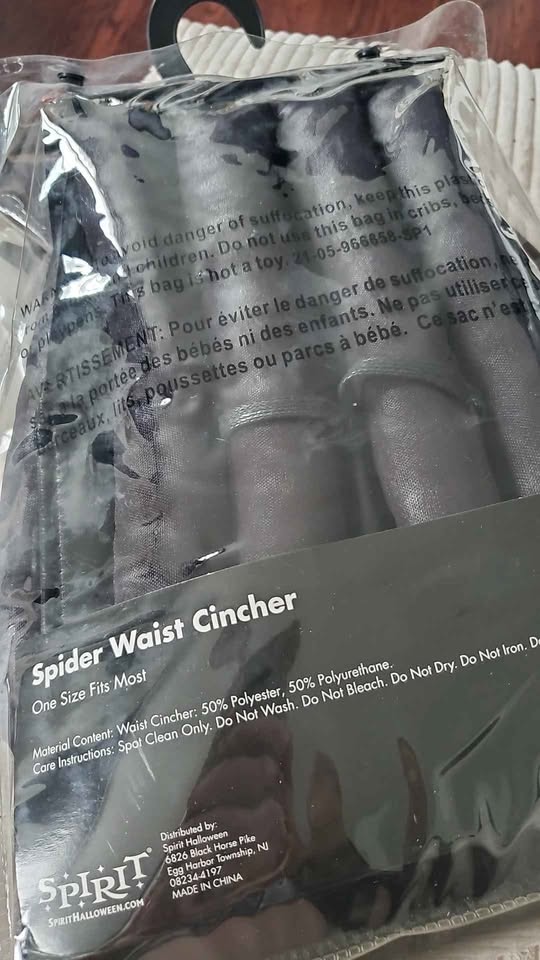 void danger of suffocation, keep this
children. Do not use this bag in cribs,
This bag is not a toy. 21-05-966658-SP1
AVERTISSEMENT: Pour éviter le danger de suffocation,
la portée des bébés ni des enfants. Ne pas utiliser ce
berceaux, lits, poussettes ou parcs à bébé. Ce sac n'est
Spider Waist Cincher
One Size Fits Most
Material Content: Waist Cincher: 50% Polyester, 50% Polyurethane.
Care Instructions: Spot Clean Only. Do Not Wash. Do Not Bleach. Do Not Dry. Do Not Iron.
SPIRIT
SPIRITHALLOWEEN.COM
Distributed by:
Spirit Halloween
6826 Black Horse Pike
Egg Harbor Township, NJ
08234-4197
MADE IN CHINA